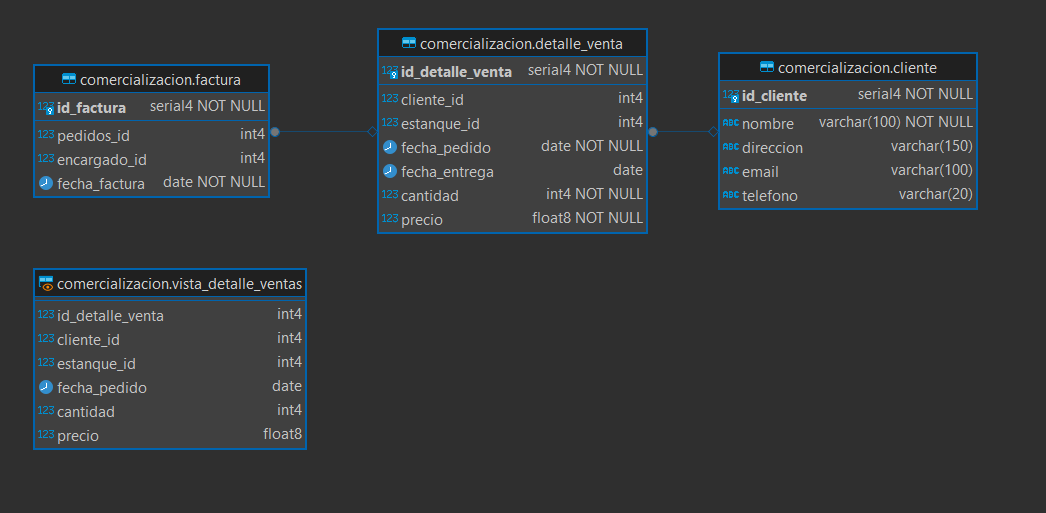 comercializacion.factura
123 id_factura serial4 NOT NULL
123 pedidos_id int4
123 encargado_id int4
fecha_factura date NOT NULL
comercializacion.detalle_venta
123 id_detalle_venta serial4 NOT NULL
123 cliente_id int4
123 estanque_id int4
fecha_pedido date NOT NULL
fecha_entrega date
123 cantidad int4 NOT NULL
123 precio float8 NOT NULL
comercializacion.cliente
123 id_cliente serial4 NOT NULL
ABC nombre varchar(100) NOT NULL
ABC direccion varchar(150)
ABC email varchar(100)
ABC telefono varchar(20)
comercializacion.vista_detalle_ventas
123 id_detalle_venta int4
123 cliente_id int4
123 estanque_id int4
fecha_pedido date
123 cantidad int4
123 precio float8